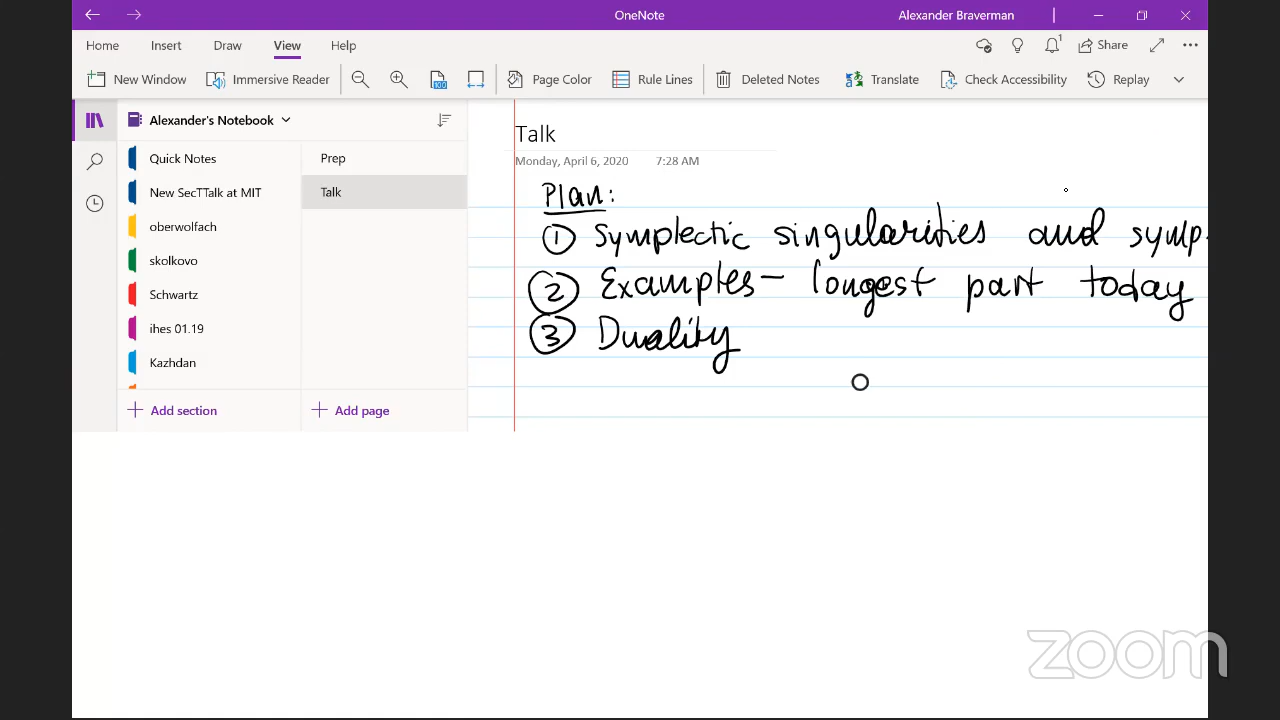 OneNote
Alexander Braverman
Home Insert Draw View Help
1 Share
New Window Immersive Reader 100 Page Color Rule Lines Deleted Notes Translate Check Accessibility Replay
Alexander's Notebook
Quick Notes
New SecTTalk at MIT
oberwolfach
skolkovo
Schwartz
ihes 01.19
Kazhdan
Add section
Prep
Talk
Add page
Talk
Monday, April 6, 2020 7:28 AM
Plan:
① Symplectic singularities and symp.
② Examples — longest part today
③ Duality
zoom